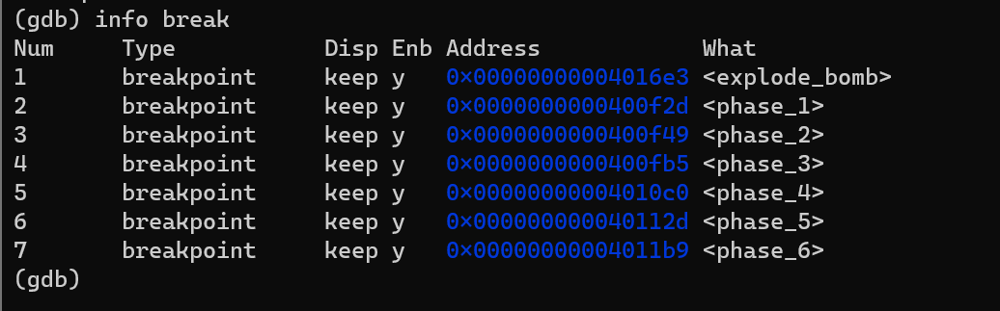 (gdb) info break
Num     Type           Disp Enb Address            What
1       breakpoint     keep y   0x00000000004016e3 <explode_bomb>
2       breakpoint     keep y   0x0000000000400f2d <phase_1>
3       breakpoint     keep y   0x0000000000400f49 <phase_2>
4       breakpoint     keep y   0x0000000000400fb5 <phase_3>
5       breakpoint     keep y   0x00000000004010c0 <phase_4>
6       breakpoint     keep y   0x000000000040112d <phase_5>
7       breakpoint     keep y   0x00000000004011b9 <phase_6>
(gdb)